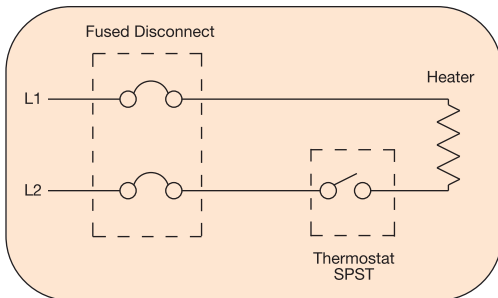 Fused Disconnect
Heater
L1
L2
Thermostat
SPST